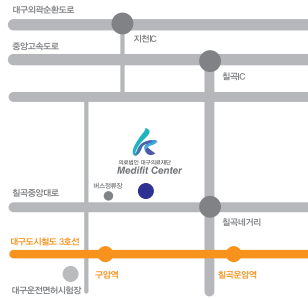 대구외곽순환도로
지천IC
중앙고속도로
칠곡IC
의료법인 대구의료재단
Medifit Center
버스정류장
칠곡중앙대로
칠곡네거리
대구도시철도 3호선
구암역
칠곡운암역
대구운전면허시험장